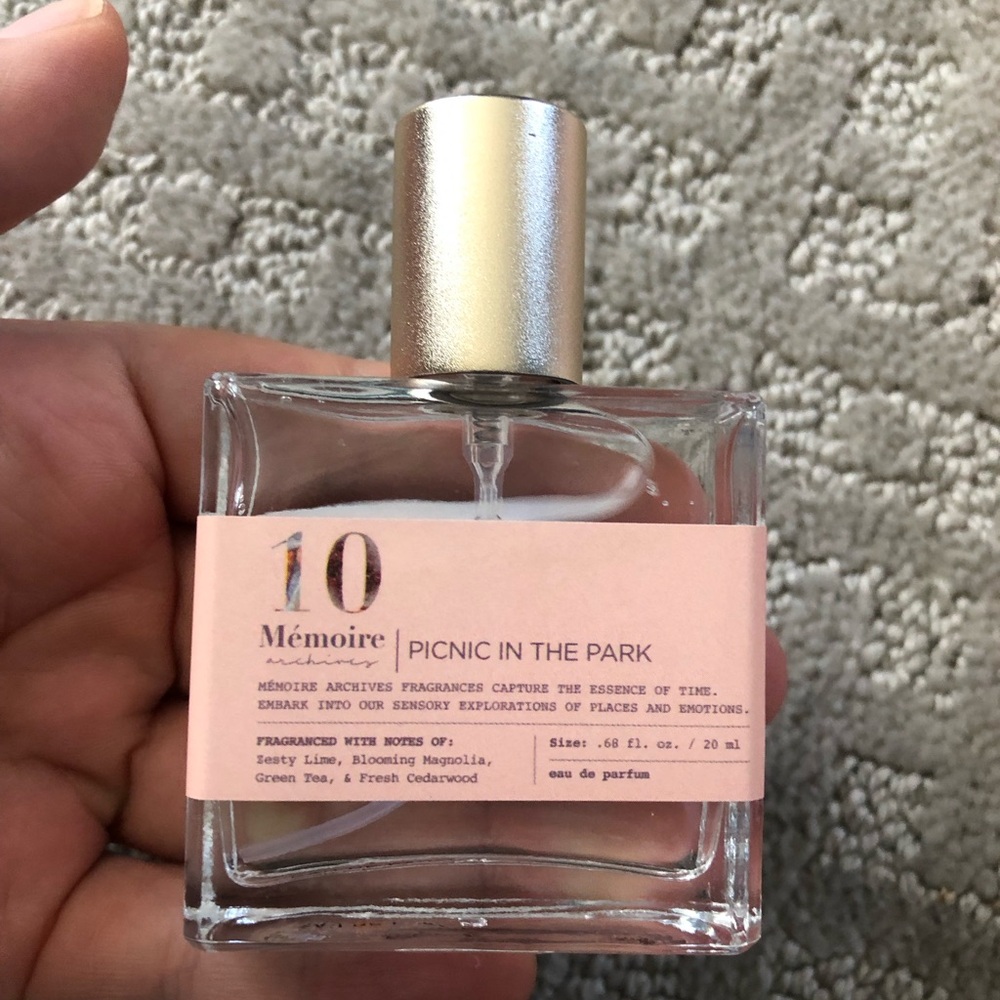 10
Mémoire
archives
PICNIC IN THE PARK
MÉMOIRE ARCHIVES FRAGRANCES CAPTURE THE ESSENCE OF TIME.
EMBARK INTO OUR SENSORY EXPLORATIONS OF PLACES AND EMOTIONS.
FRAGRANCED WITH NOTES OF:
Zesty Lime, Blooming Magnolia,
Green Tea, & Fresh Cedarwood
Size: .68 fl. oz. / 20 ml
eau de parfum